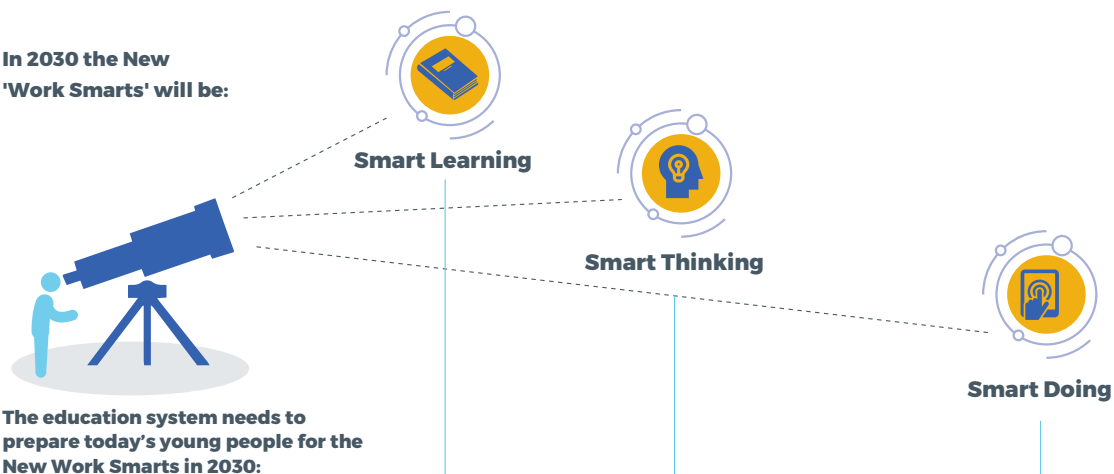 In 2030 the New
'Work Smarts' will be:
Smart Learning
Smart Thinking
Smart Doing
The education system needs to
prepare today’s young people for the
New Work Smarts in 2030: